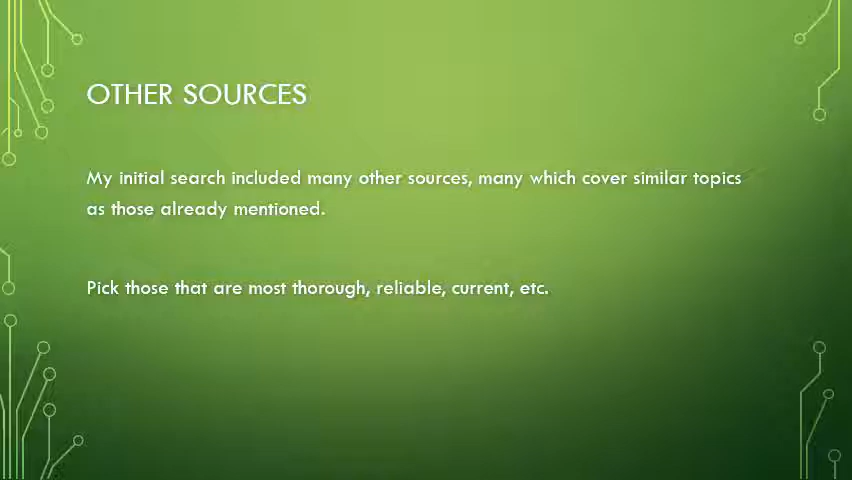 OTHER SOURCES
My initial search included many other sources, many which cover similar topics
as those already mentioned.
Pick those that are most thorough, reliable, current, etc.